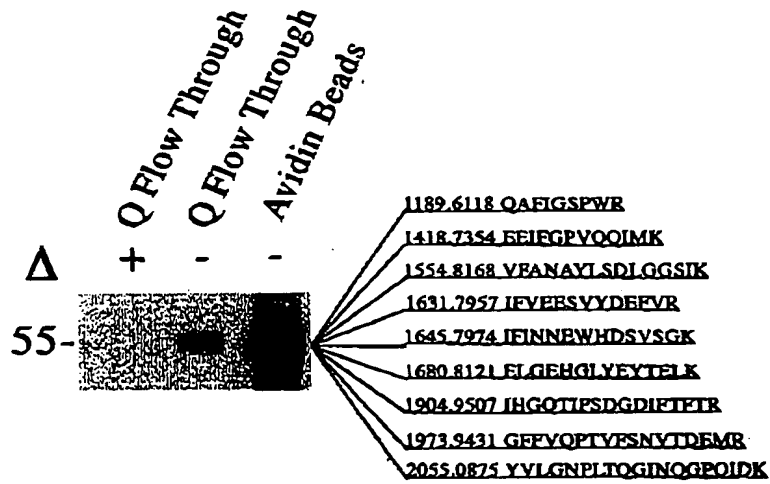 Q Flow Through
Q Flow Through
Avidin Beads
Δ + - -
55-
1189.6118 QAFIGSPWR
1418.7354 EEIFGPVQQIMK
1554.8168 VFANAYLSDLGGSIK
1631.7957 IFVEESVYDEFVR
1645.7974 IFINNEWHDSVSGK
1680.8121 ELGEHGLYEYTELK
1904.9507 IHGQTIPSDGDIFTFTR
1973.9431 GFFVQPTVFSNVTDEMR
2055.0875 YVLGNPLTQGINQGPQIDK